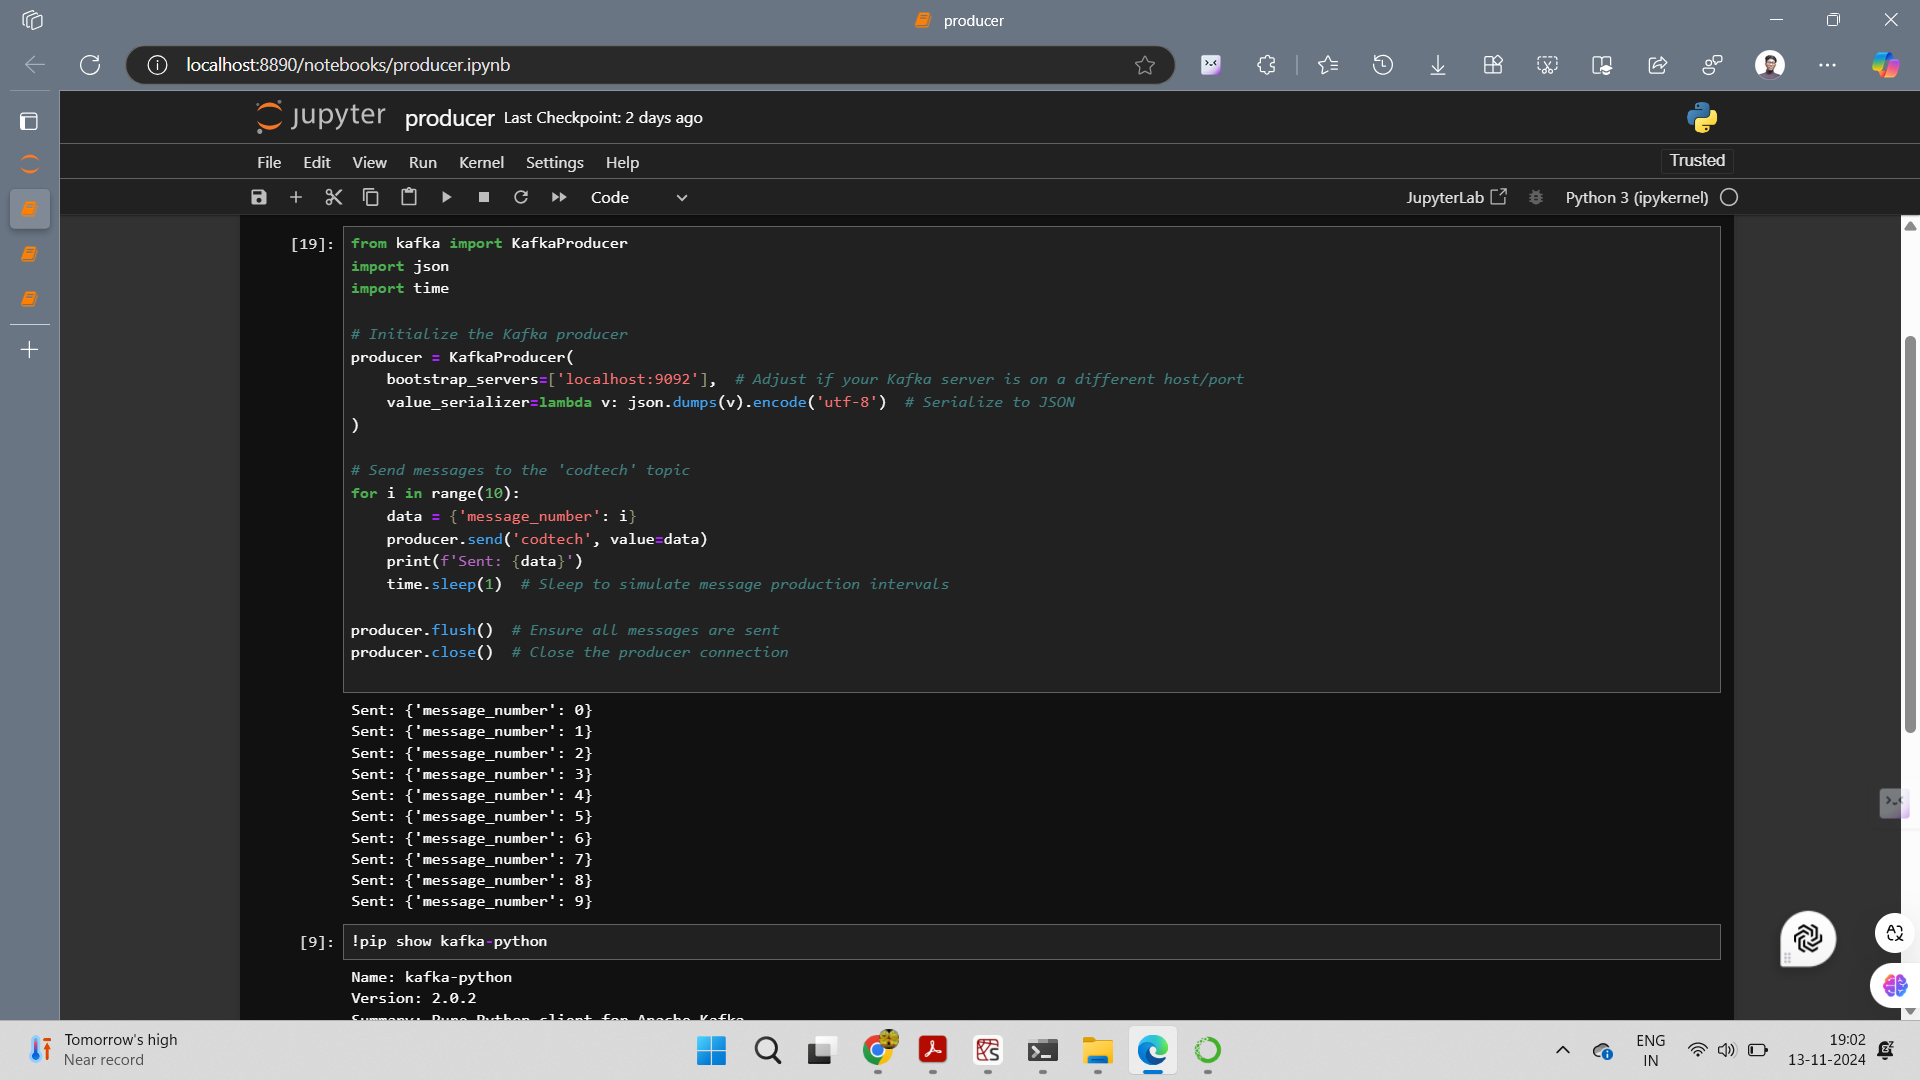 producer
localhost:8890/notebooks/producer.ipynb
jupyter producer Last Checkpoint: 2 days ago
File Edit View Run Kernel Settings Help
Trusted
Code
JupyterLab
Python 3 (ipykernel)
[19]:
from kafka import KafkaProducer
import json
import time
# Initialize the Kafka producer
producer = KafkaProducer(
    bootstrap_servers=['localhost:9092'],  # Adjust if your Kafka server is on a different host/port
    value_serializer=lambda v: json.dumps(v).encode('utf-8')  # Serialize to JSON
)
# Send messages to the 'codtech' topic
for i in range(10):
    data = {'message_number': i}
    producer.send('codtech', value=data)
    print(f'Sent: {data}')
    time.sleep(1)  # Sleep to simulate message production intervals
producer.flush()  # Ensure all messages are sent
producer.close()  # Close the producer connection
Sent: {'message_number': 0}
Sent: {'message_number': 1}
Sent: {'message_number': 2}
Sent: {'message_number': 3}
Sent: {'message_number': 4}
Sent: {'message_number': 5}
Sent: {'message_number': 6}
Sent: {'message_number': 7}
Sent: {'message_number': 8}
Sent: {'message_number': 9}
[9]:
!pip show kafka-python
Name: kafka-python
Version: 2.0.2
Summary: Pure Python client for Apache Kafka
Tomorrow's high
Near record
ENG
IN
19:02
13-11-2024